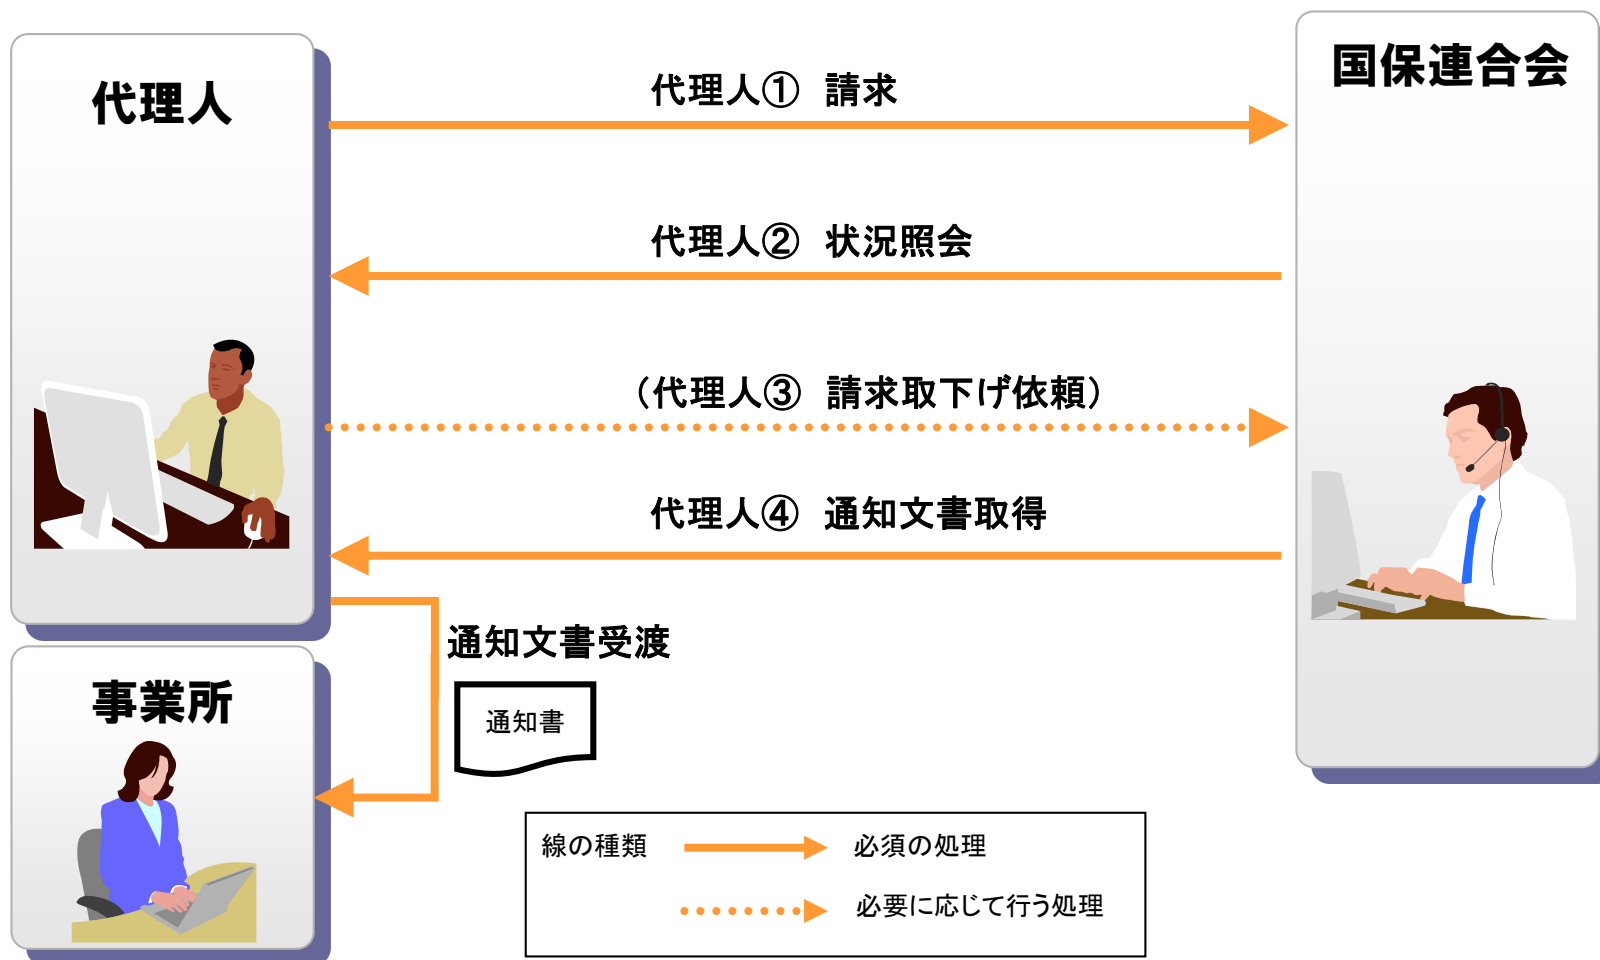 代理人
国保連合会
代理人① 請求
代理人② 状況照会
（代理人③ 請求取下げ依頼）
代理人④ 通知文書取得
通知文書受渡
通知書
事業所
線の種類 必須の処理
必要に応じて行う処理